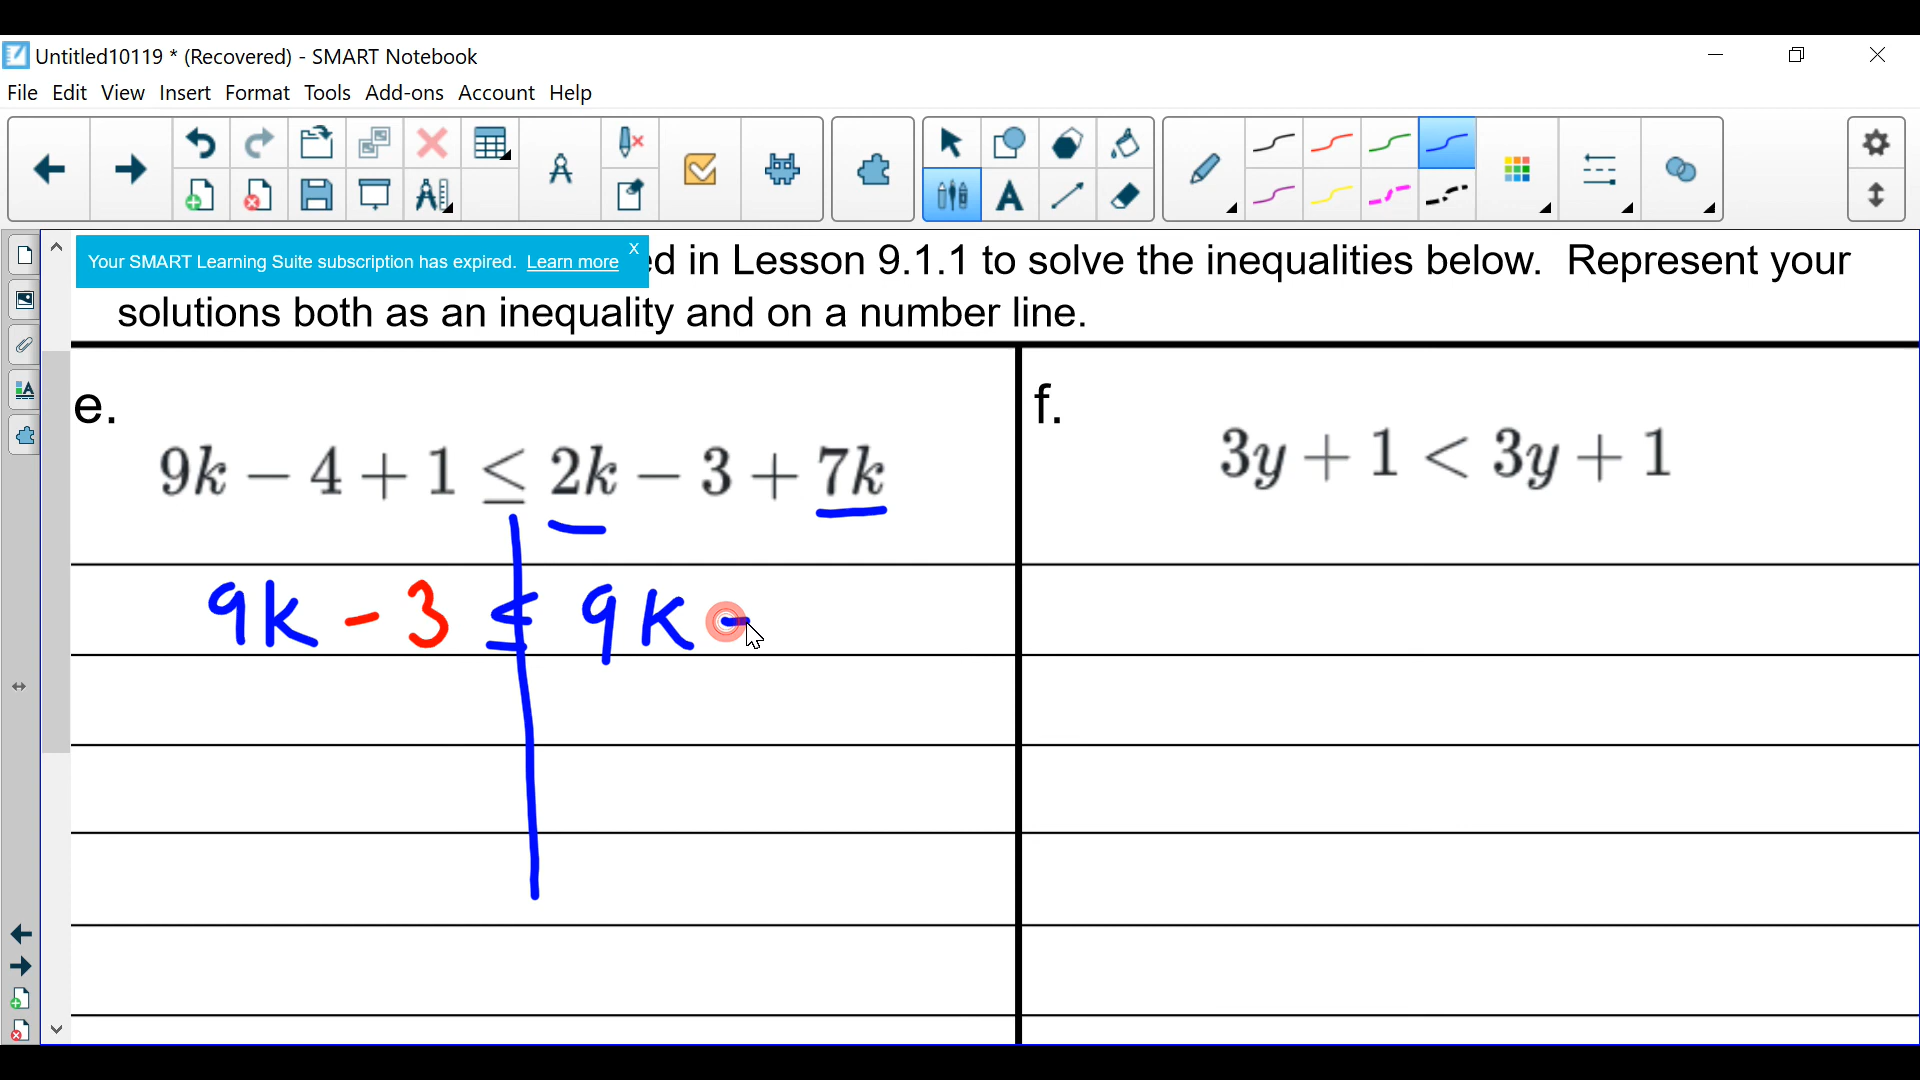 Untitled10119 * (Recovered) - SMART Notebook
File Edit View Insert Format Tools Add-ons Account Help
Your SMART Learning Suite subscription has expired. Learn more X
d in Lesson 9.1.1 to solve the inequalities below. Represent your
solutions both as an inequality and on a number line.
e.
9k − 4 + 1 ≤ 2k − 3 + 7k
9k - 3 ≤ 9k -
f.
3y + 1 < 3y + 1